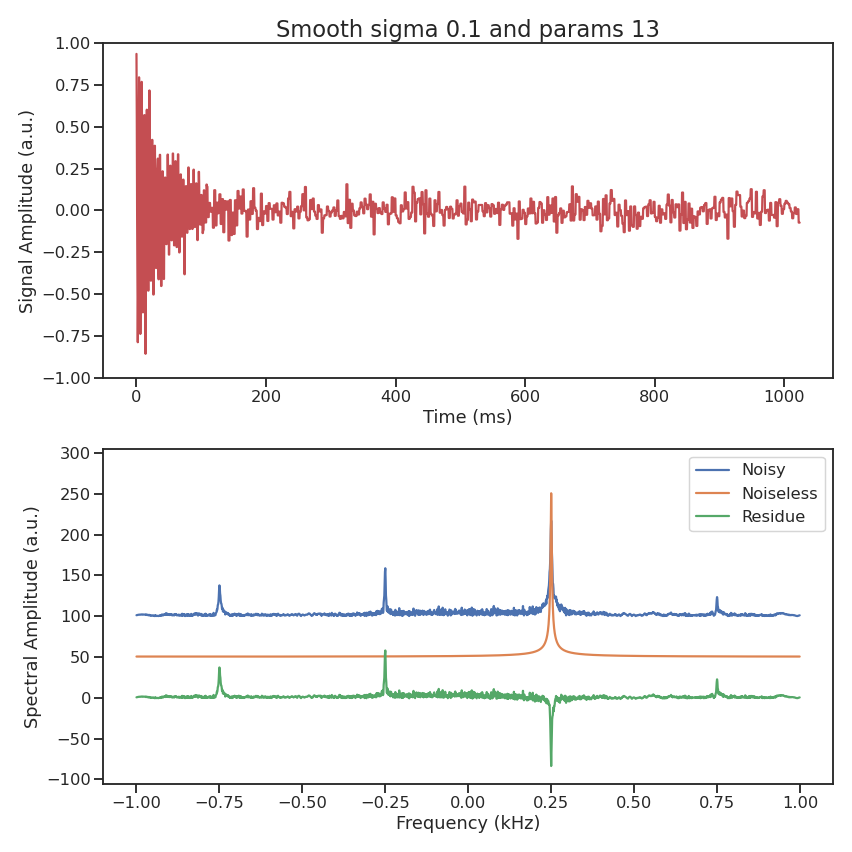 Smooth sigma 0.1 and params 13
1.00
0.75
0.50
0.25
0.00
−0.25
−0.50
−0.75
−1.00
Signal Amplitude (a.u.)
0 200 400 600 800 1000
Time (ms)
300
250
200
150
100
50
0
−50
−100
Spectral Amplitude (a.u.)
Noisy
Noiseless
Residue
−1.00 −0.75 −0.50 −0.25 0.00 0.25 0.50 0.75 1.00
Frequency (kHz)